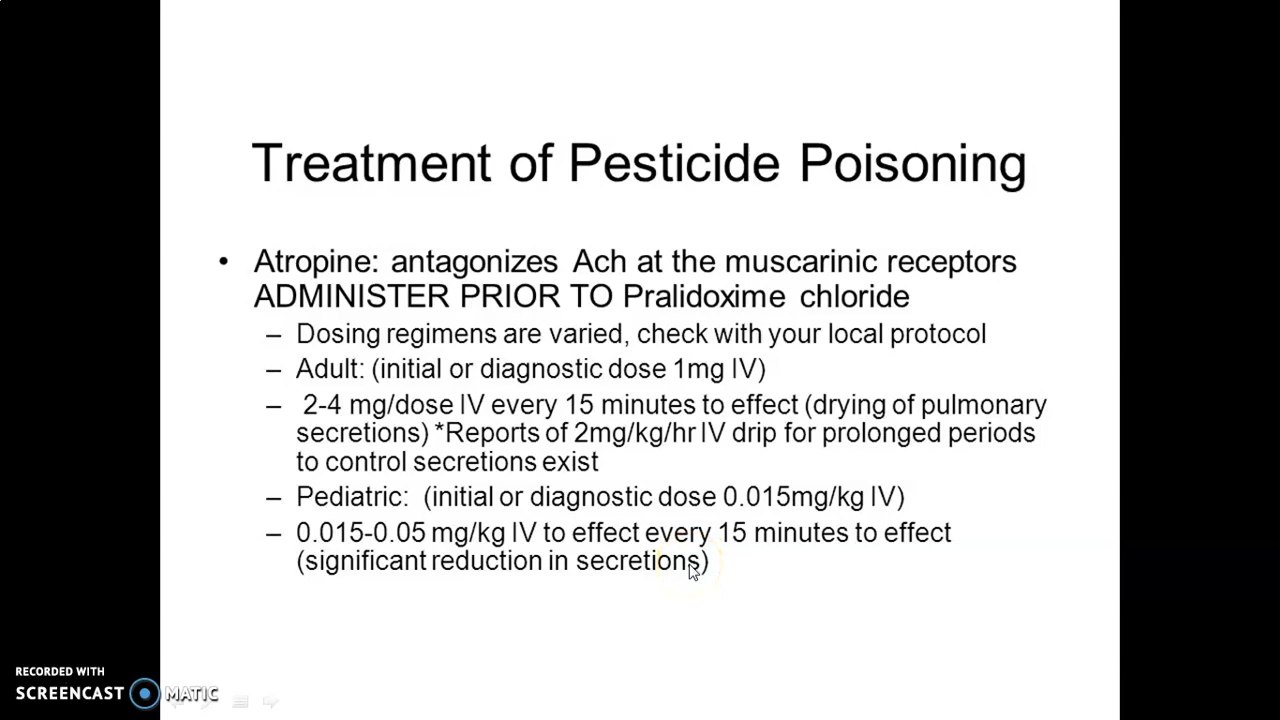 Treatment of Pesticide Poisoning
• Atropine: antagonizes Ach at the muscarinic receptors
ADMINISTER PRIOR TO Pralidoxime chloride
– Dosing regimens are varied, check with your local protocol
– Adult: (initial or diagnostic dose 1mg IV)
– 2-4 mg/dose IV every 15 minutes to effect (drying of pulmonary
secretions) *Reports of 2mg/kg/hr IV drip for prolonged periods
to control secretions exist
– Pediatric: (initial or diagnostic dose 0.015mg/kg IV)
– 0.015-0.05 mg/kg IV to effect every 15 minutes to effect
(significant reduction in secretions)
RECORDED WITH
SCREENCAST MATIC